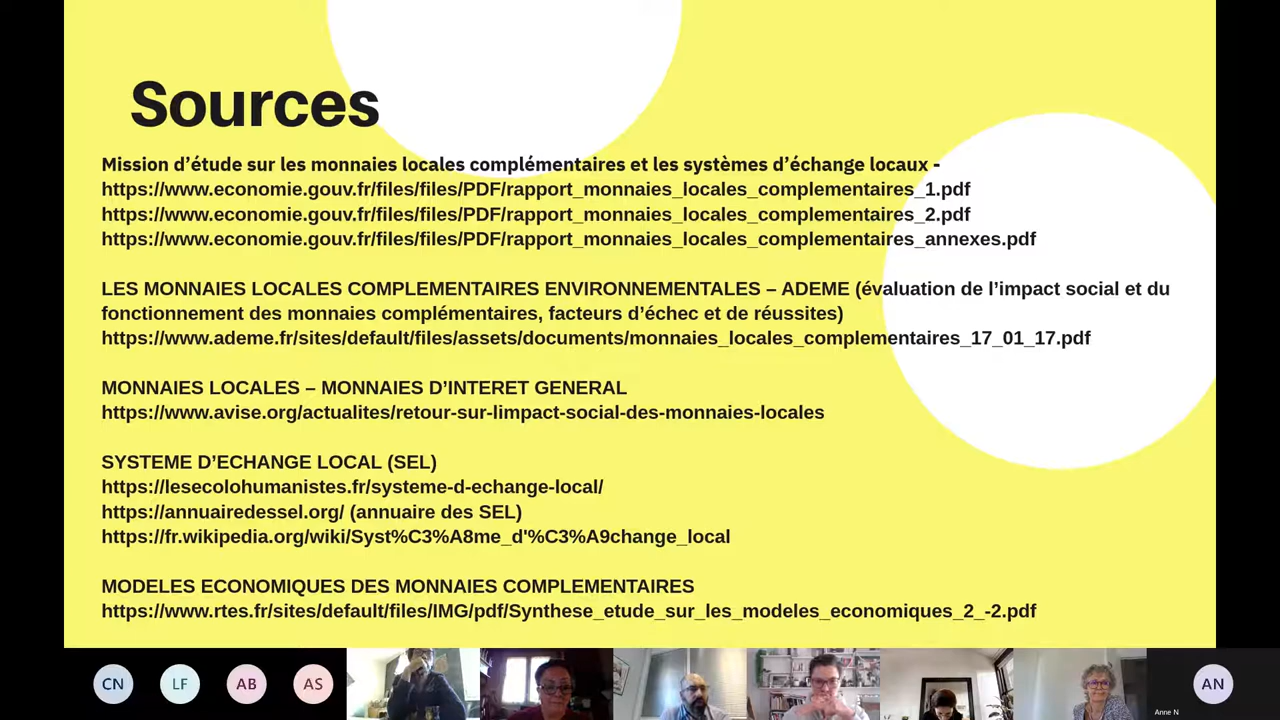 Sources
Mission d’étude sur les monnaies locales complémentaires et les systèmes d’échange locaux -
https://www.economie.gouv.fr/files/files/PDF/rapport_monnaies_locales_complementaires_1.pdf
https://www.economie.gouv.fr/files/files/PDF/rapport_monnaies_locales_complementaires_2.pdf
https://www.economie.gouv.fr/files/files/PDF/rapport_monnaies_locales_complementaires_annexes.pdf
LES MONNAIES LOCALES COMPLEMENTAIRES ENVIRONNEMENTALES – ADEME (évaluation de l’impact social et du
fonctionnement des monnaies complémentaires, facteurs d’échec et de réussites)
https://www.ademe.fr/sites/default/files/assets/documents/monnaies_locales_complementaires_17_01_17.pdf
MONNAIES LOCALES – MONNAIES D’INTERET GENERAL
https://www.avise.org/actualites/retour-sur-limpact-social-des-monnaies-locales
SYSTEME D’ECHANGE LOCAL (SEL)
https://lesecolohumanistes.fr/systeme-d-echange-local/
https://annuairedessel.org/ (annuaire des SEL)
https://fr.wikipedia.org/wiki/Syst%C3%A8me_d'%C3%A9change_local
MODELES ECONOMIQUES DES MONNAIES COMPLEMENTAIRES
https://www.rtes.fr/sites/default/files/IMG/pdf/Synthese_etude_sur_les_modeles_economiques_2_-2.pdf
CN LF AB AS AN
Anne N